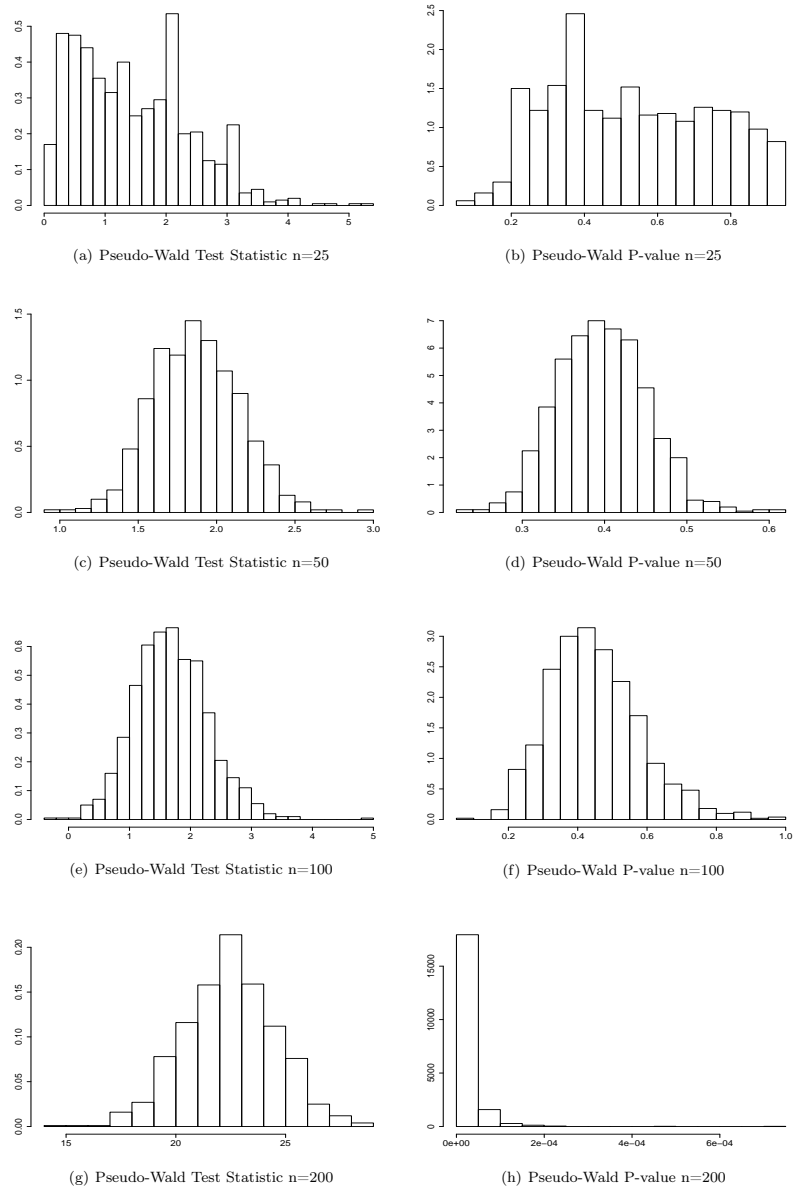 0.0 0.1 0.2 0.3 0.4 0.5
0 1 2 3 4 5
(a) Pseudo-Wald Test Statistic n=25
0.0 0.5 1.0 1.5 2.0 2.5
0.2 0.4 0.6 0.8
(b) Pseudo-Wald P-value n=25
0.0 0.5 1.0 1.5
1.0 1.5 2.0 2.5 3.0
(c) Pseudo-Wald Test Statistic n=50
0 1 2 3 4 5 6 7
0.3 0.4 0.5 0.6
(d) Pseudo-Wald P-value n=50
0.0 0.1 0.2 0.3 0.4 0.5 0.6
0 1 2 3 4 5
(e) Pseudo-Wald Test Statistic n=100
0.0 0.5 1.0 1.5 2.0 2.5 3.0
0.2 0.4 0.6 0.8 1.0
(f) Pseudo-Wald P-value n=100
0.00 0.05 0.10 0.15 0.20
15 20 25
(g) Pseudo-Wald Test Statistic n=200
0 5000 10000 15000
0e+00 2e−04 4e−04 6e−04
(h) Pseudo-Wald P-value n=200